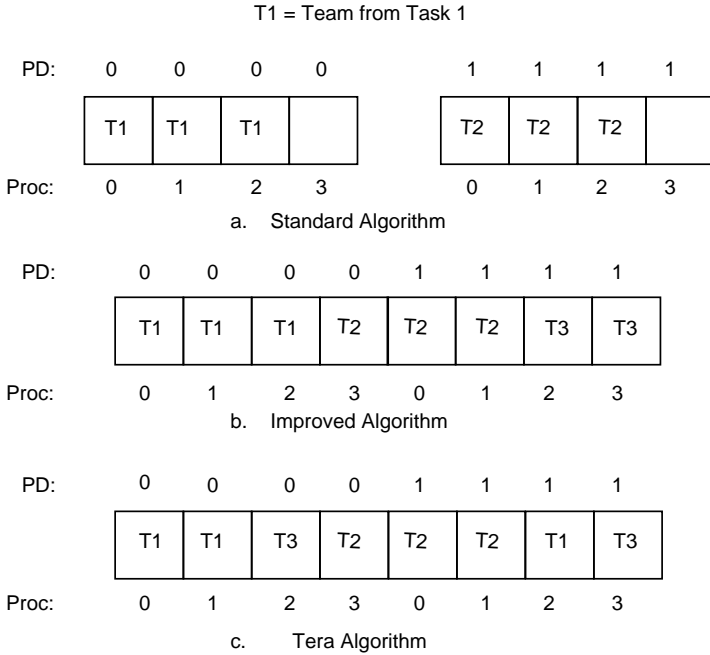 T1 = Team from Task 1
PD: 0 0 0 0 1 1 1 1
T1 T1 T1 T2 T2 T2
Proc: 0 1 2 3 0 1 2 3
a. Standard Algorithm
PD: 0 0 0 0 1 1 1 1
T1 T1 T1 T2 T2 T2 T3 T3
Proc: 0 1 2 3 0 1 2 3
b. Improved Algorithm
PD: 0 0 0 0 1 1 1 1
T1 T1 T3 T2 T2 T2 T1 T3
Proc: 0 1 2 3 0 1 2 3
c. Tera Algorithm